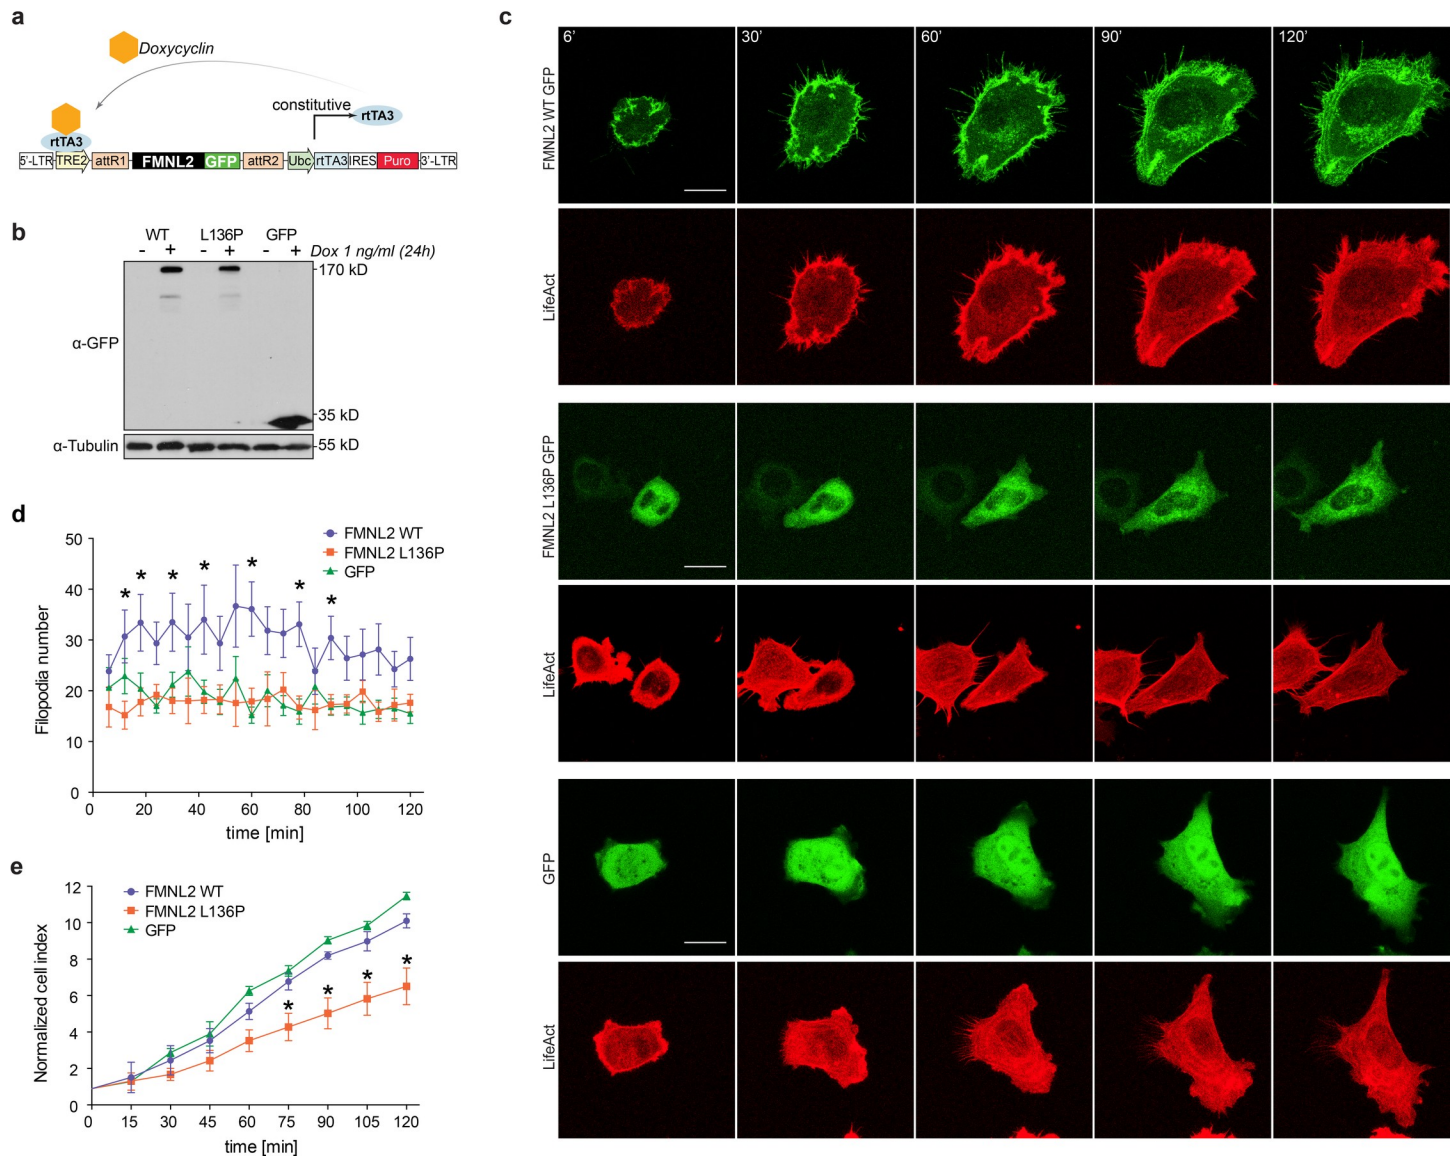 a
Doxycyclin
constitutive
rtTA3
rtTA3
5'-LTR TRE2 attR1 FMNL2 GFP attR2 Ubc rtTA3 IRES Puro 3'-LTR
b
WT L136P GFP
- + - + - + Dox 1 ng/ml (24h)
170 kD
α-GFP
35 kD
α-Tubulin
55 kD
c
6' 30' 60' 90' 120'
FMNL2 WT GFP
LifeAct
FMNL2 L136P GFP
LifeAct
GFP
LifeAct
d
FMNL2 WT
FMNL2 L136P
GFP
Filopodia number
50
40
30
20
10
0
* * * * * * *
0 20 40 60 80 100 120
time [min]
e
FMNL2 WT
FMNL2 L136P
GFP
Normalized cell index
12
10
8
6
4
2
0
* * * *
0 15 30 45 60 75 90 105 120
time [min]